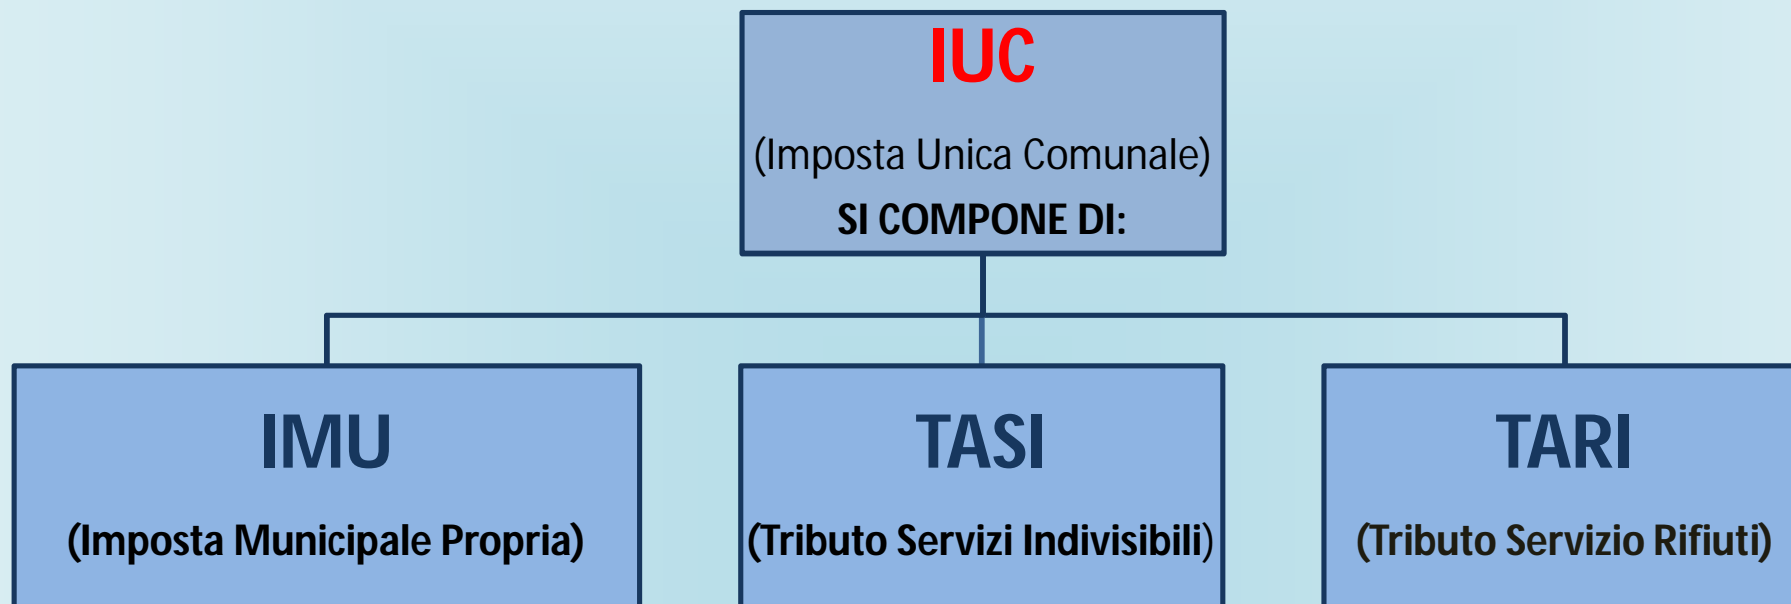 IUC
(Imposta Unica Comunale)
SI COMPONE DI:
IMU
(Imposta Municipale Propria)
TASI
(Tributo Servizi Indivisibili)
TARI
(Tributo Servizio Rifiuti)